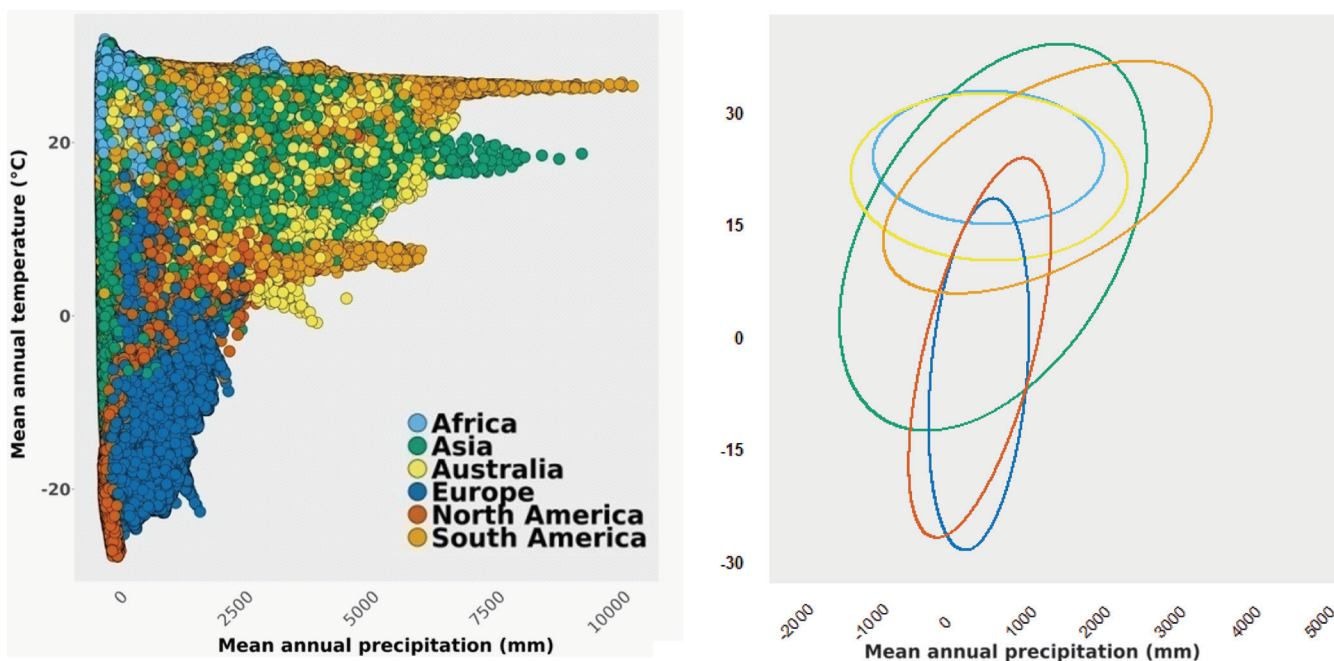 Mean annual temperature (°C)
20
0
-20
Africa
Asia
Australia
Europe
North America
South America
0
2500
5000
7500
10000
Mean annual precipitation (mm)
30
15
0
-15
-30
-2000
-1000
0
1000
2000
3000
4000
5000
Mean annual precipitation (mm)